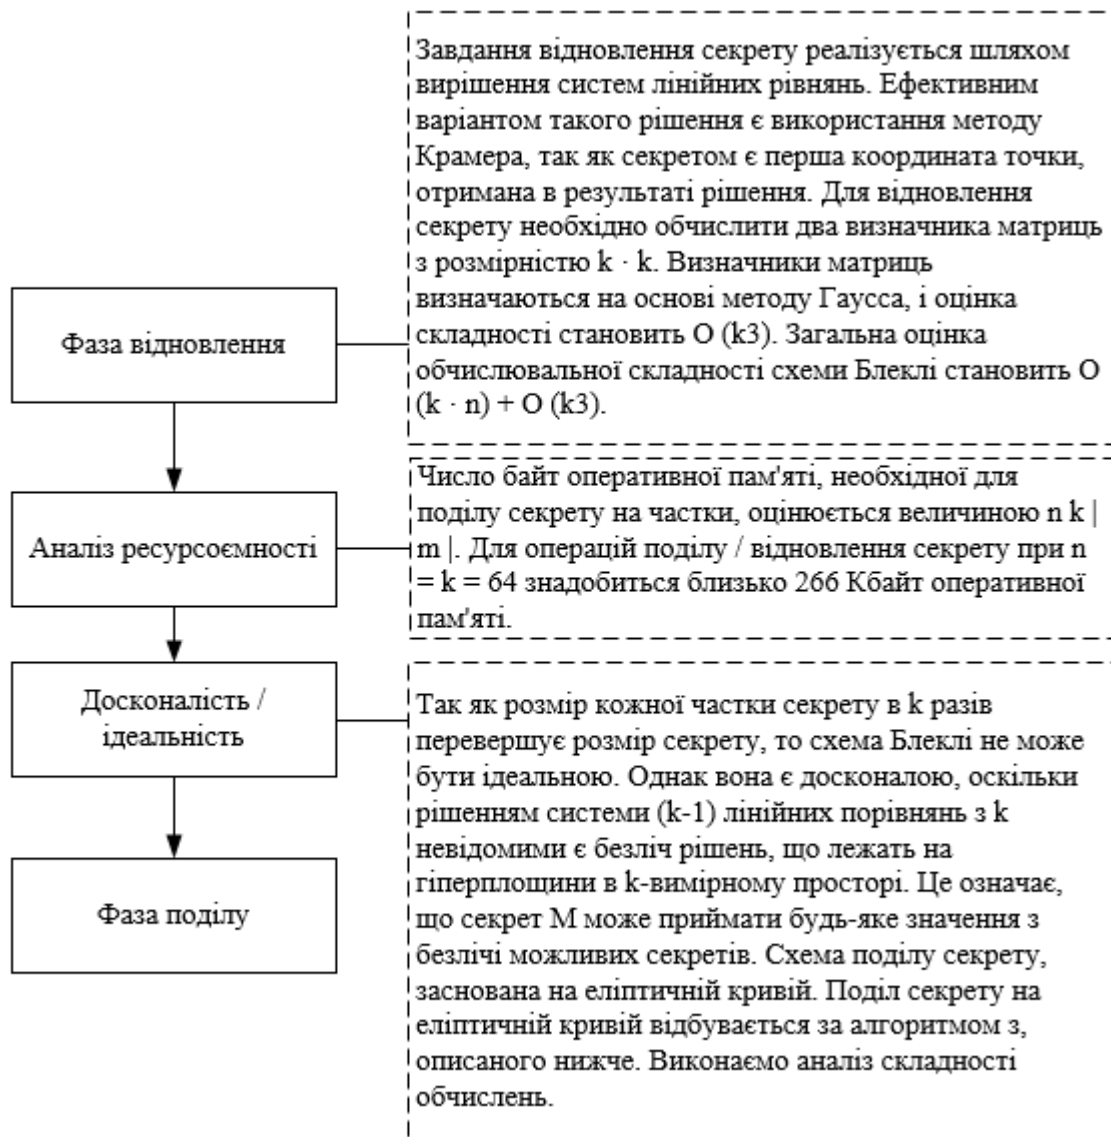 Завдання відновлення секрету реалізується шляхом
вирішення систем лінійних рівнянь. Ефективним
варіантом такого рішення є використання методу
Крамера, так як секретом є перша координата точки,
отримана в результаті рішення. Для відновлення
секрету необхідно обчислити два визначника матриць
з розмірністю k · k. Визначники матриць
визначаються на основі методу Гаусса, і оцінка
складності становить O (k3). Загальна оцінка
обчислювальної складності схеми Блеклі становить O
(k · n) + O (k3).
Фаза відновлення
Число байт оперативної пам'яті, необхідної для
поділу секрету на частки, оцінюється величиною n k |
m |. Для операцій поділу / відновлення секрету при n
= k = 64 знадобиться близько 266 Кбайт оперативної
пам'яті.
Аналіз ресурсоємності
Досконалість /
ідеальність
Так як розмір кожної частки секрету в k разів
перевершує розмір секрету, то схема Блеклі не може
бути ідеальною. Однак вона є досконалою, оскільки
рішенням системи (k-1) лінійних порівнянь з k
невідомими є безліч рішень, що лежать на
гіперплощини в k-вимірному просторі. Це означає,
що секрет M може приймати будь-яке значення з
безлічі можливих секретів. Схема поділу секрету,
заснована на еліптичній кривій. Поділ секрету на
еліптичній кривій відбувається за алгоритмом з,
описаного нижче. Виконаємо аналіз складності
обчислень.
Фаза поділу